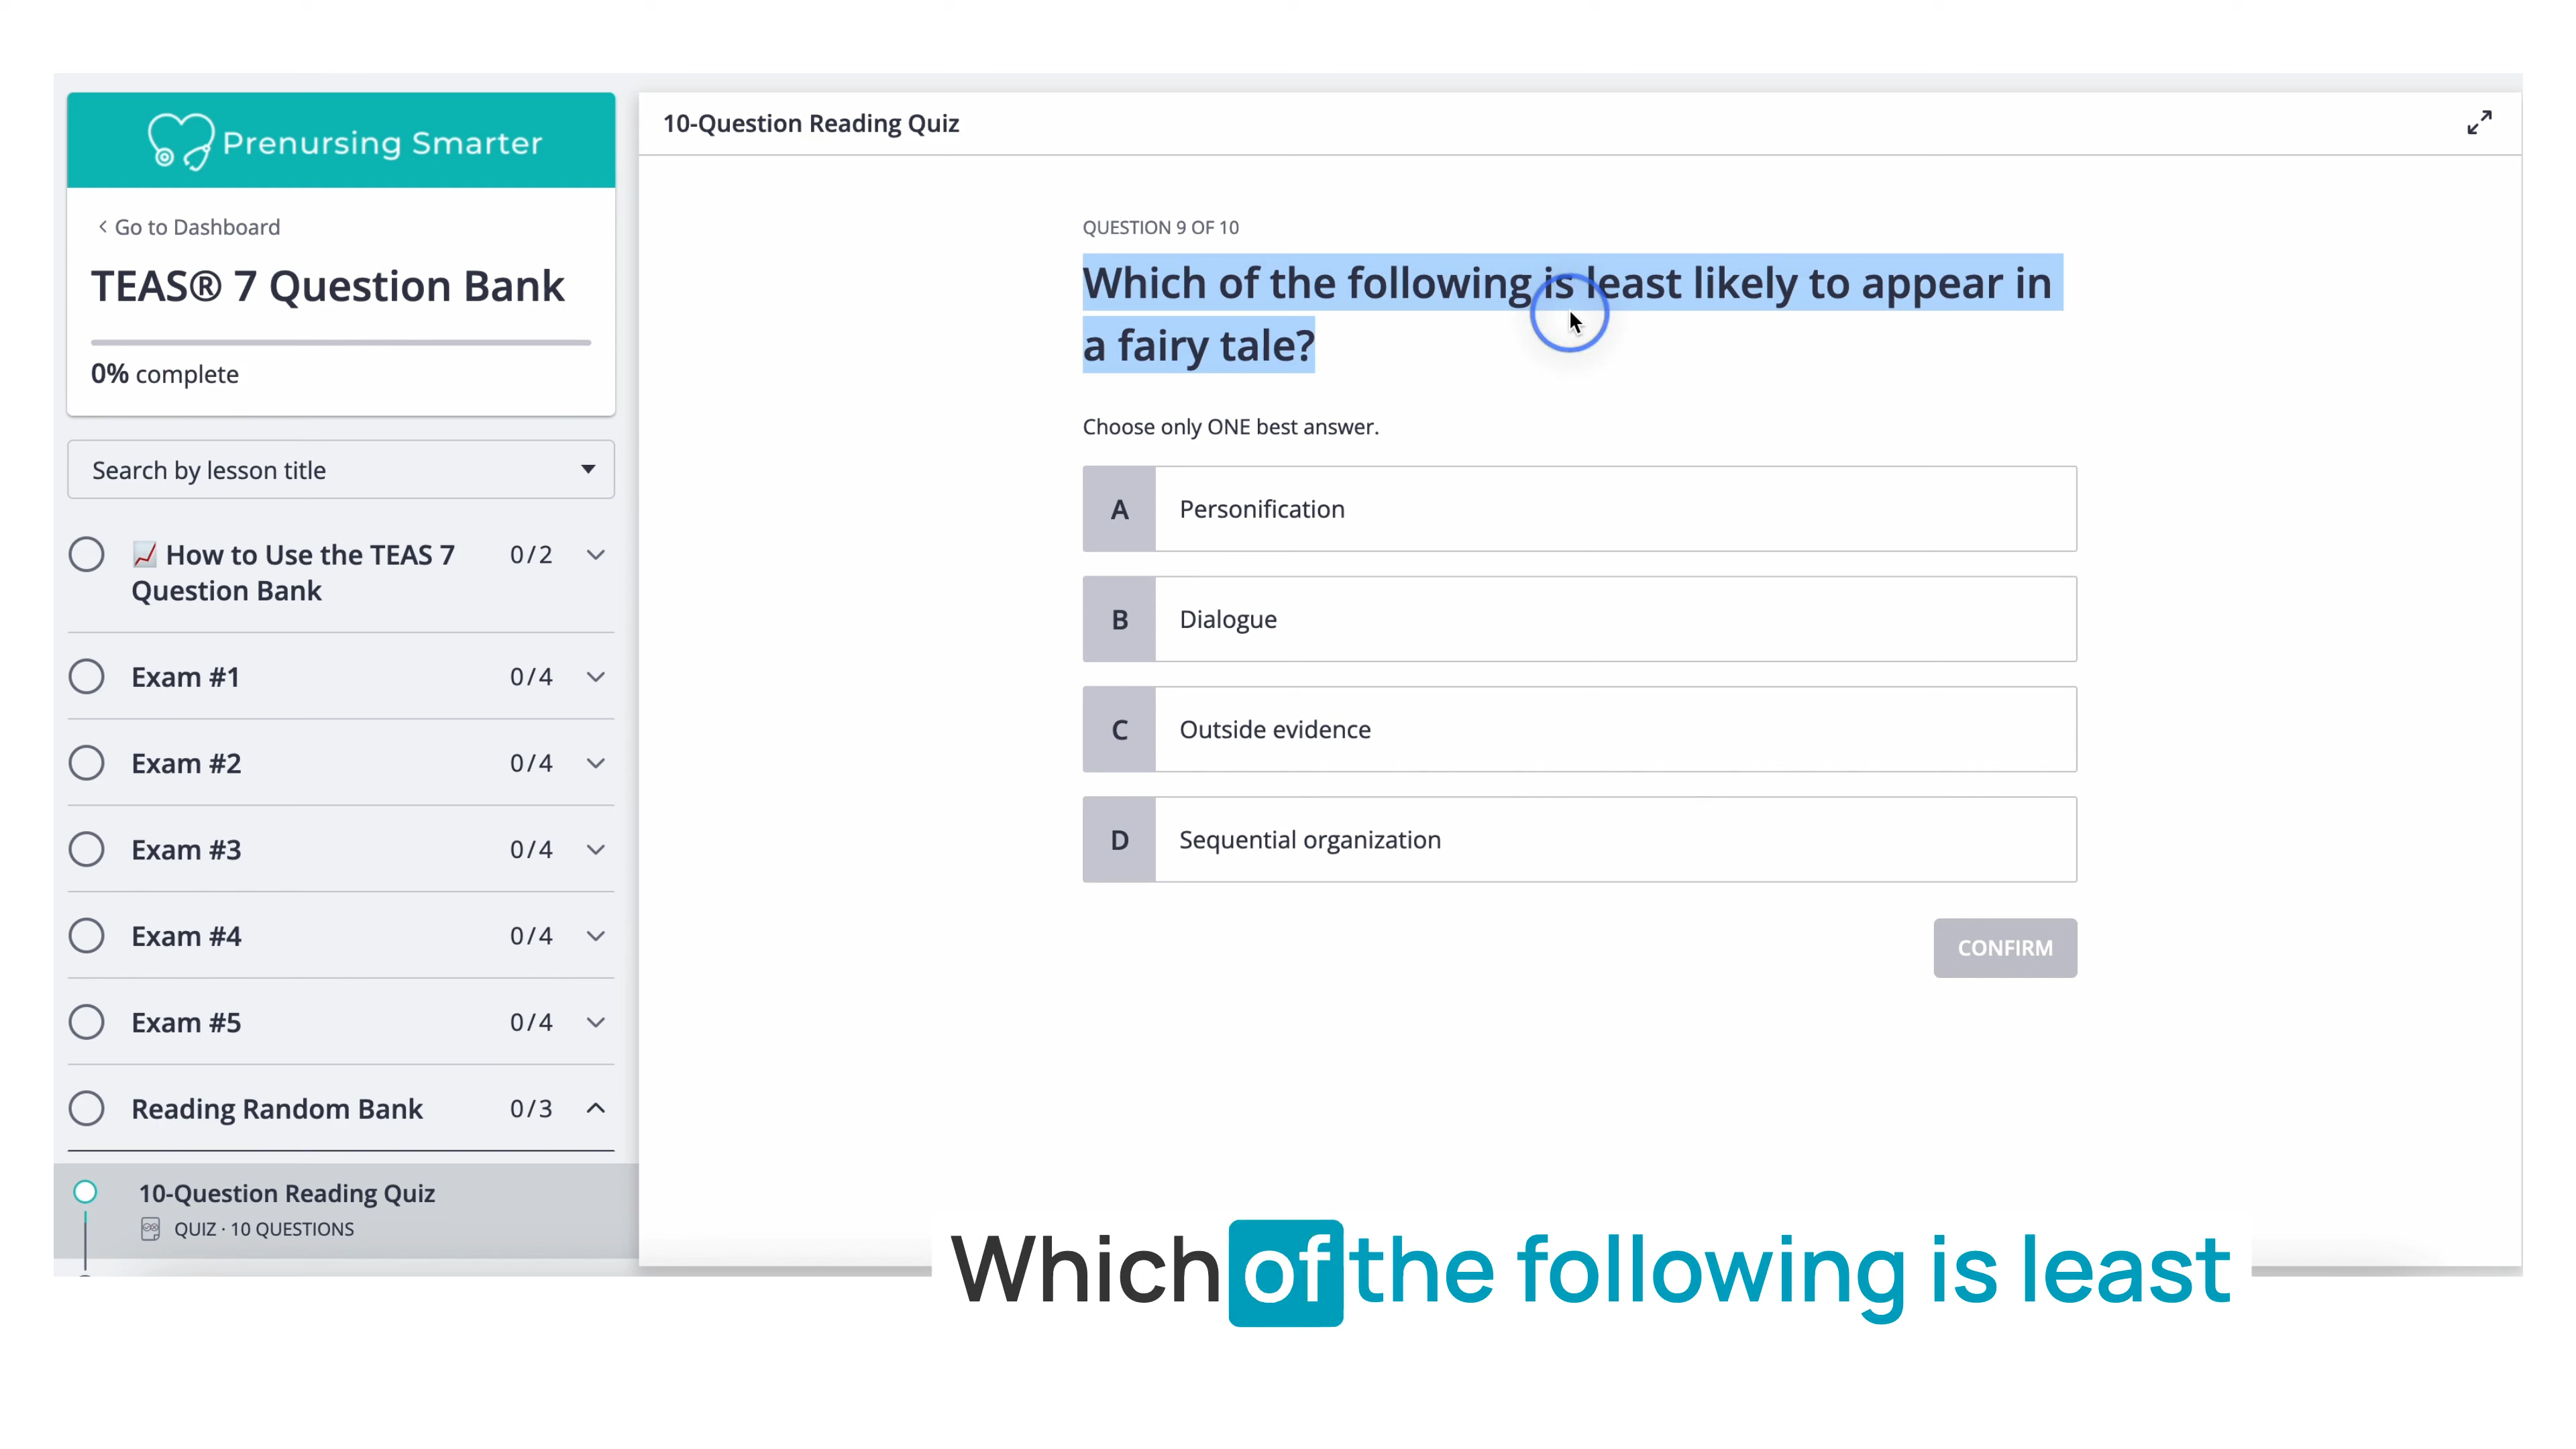 Prenursing Smarter
Go to Dashboard
TEAS® 7 Question Bank
0% complete
Search by lesson title
How to Use the TEAS 7 0/2
Question Bank
Exam #1 0/4
Exam #2 0/4
Exam #3 0/4
Exam #4 0/4
Exam #5 0/4
Reading Random Bank 0/3
10-Question Reading Quiz
QUIZ · 10 QUESTIONS
10-Question Reading Quiz
QUESTION 9 OF 10
Which of the following is least likely to appear in
a fairy tale?
Choose only ONE best answer.
A Personification
B Dialogue
C Outside evidence
D Sequential organization
CONFIRM
Which of the following is least